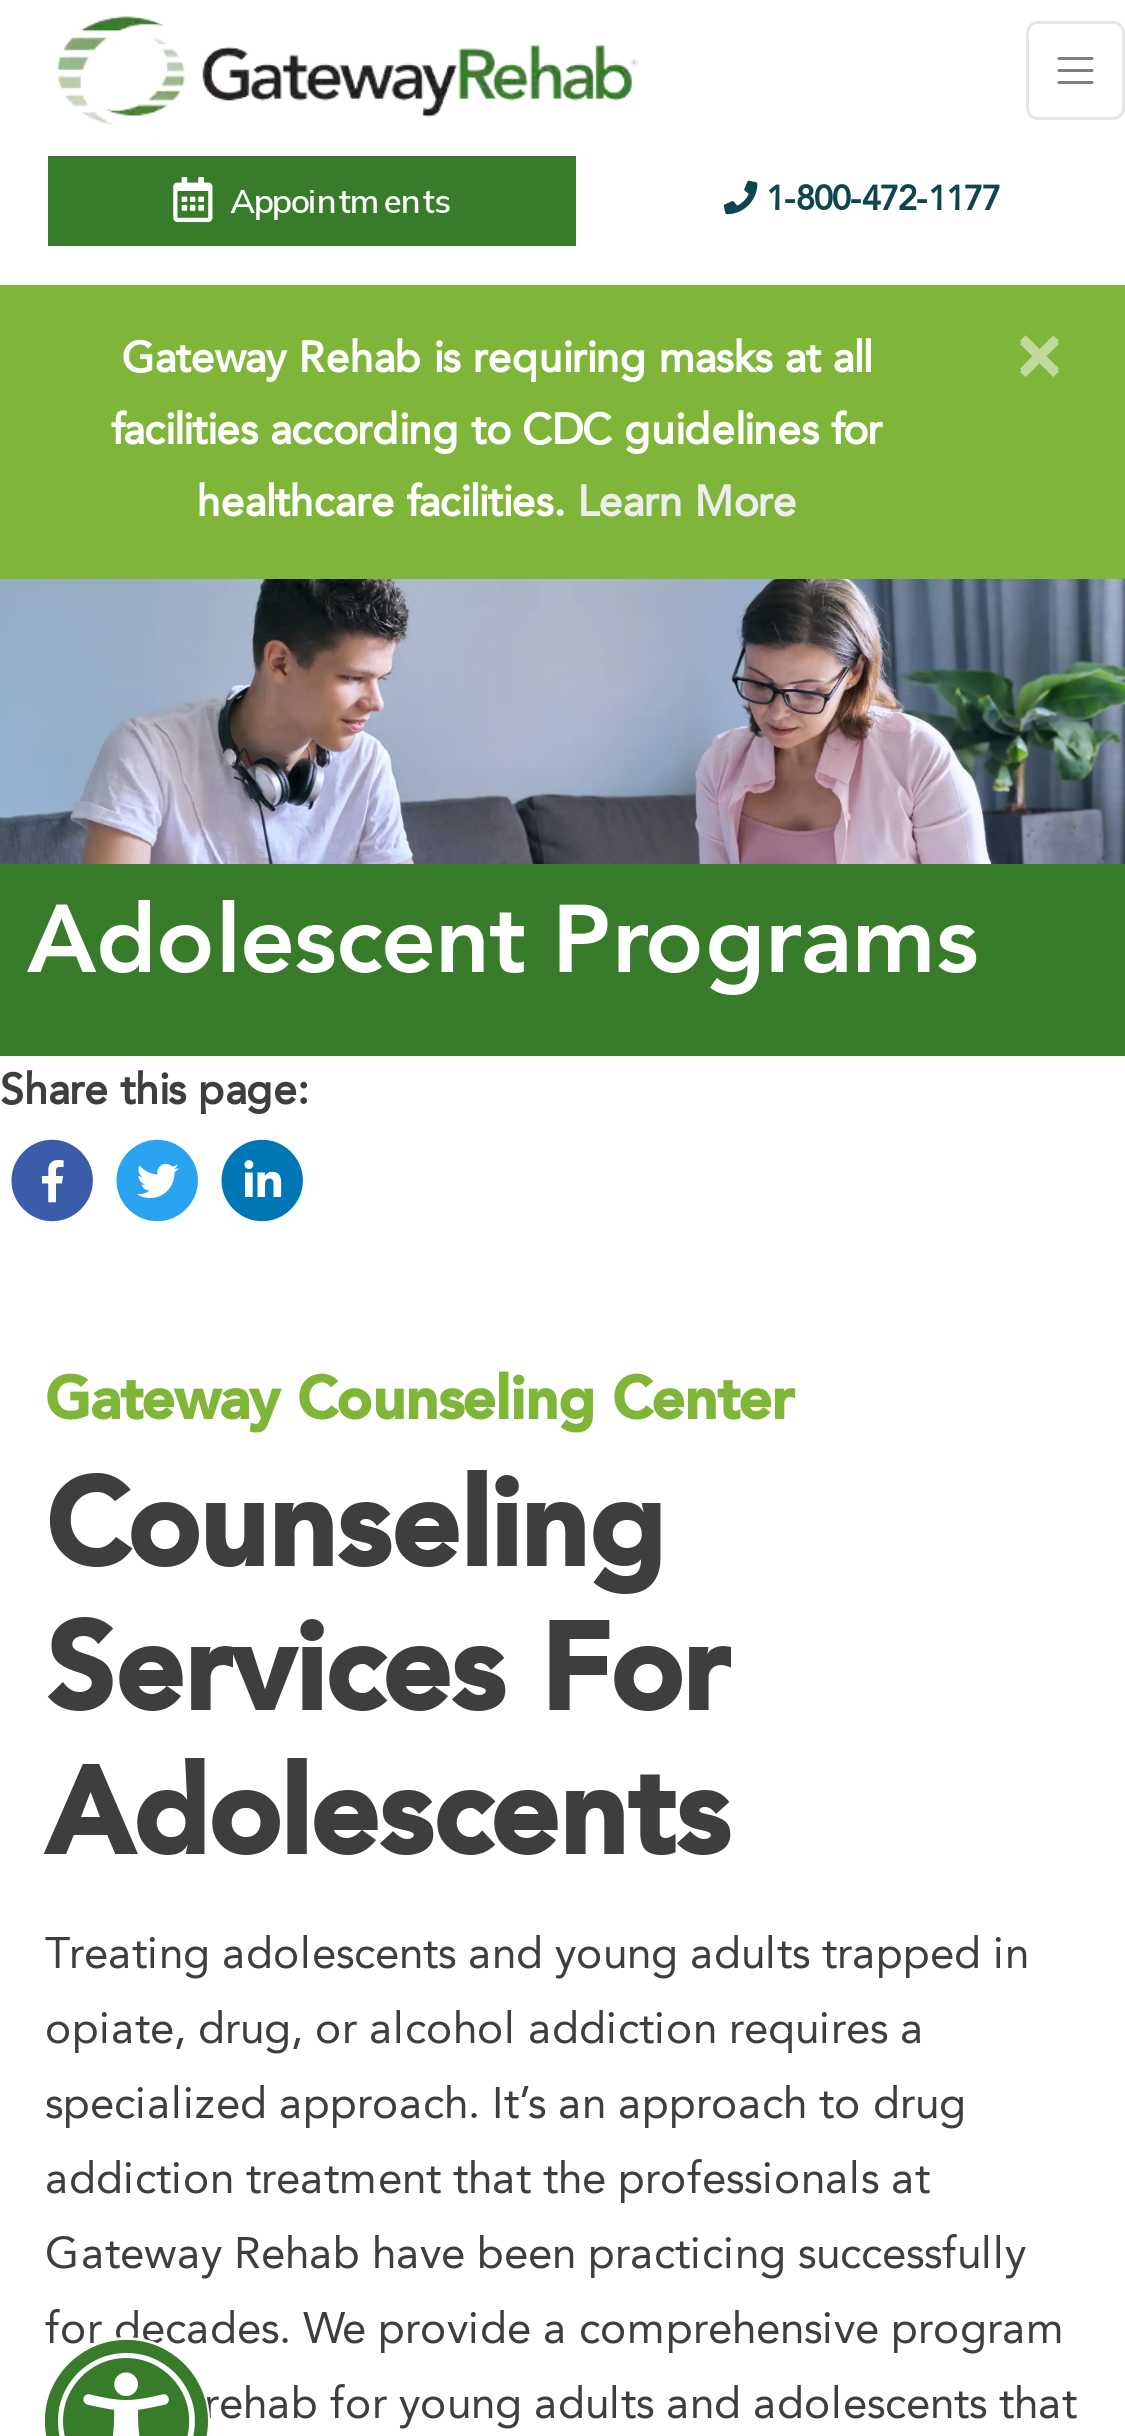 GatewayRehab
Appointments
1-800-472-1177
Gateway Rehab is requiring masks at all
facilities according to CDC guidelines for
healthcare facilities. Learn More
Adolescent Programs
Share this page:
Gateway Counseling Center
Counseling
Services For
Adolescents
Treating adolescents and young adults trapped in
opiate, drug, or alcohol addiction requires a
specialized approach. It’s an approach to drug
addiction treatment that the professionals at
Gateway Rehab have been practicing successfully
for decades. We provide a comprehensive program
rehab for young adults and adolescents that